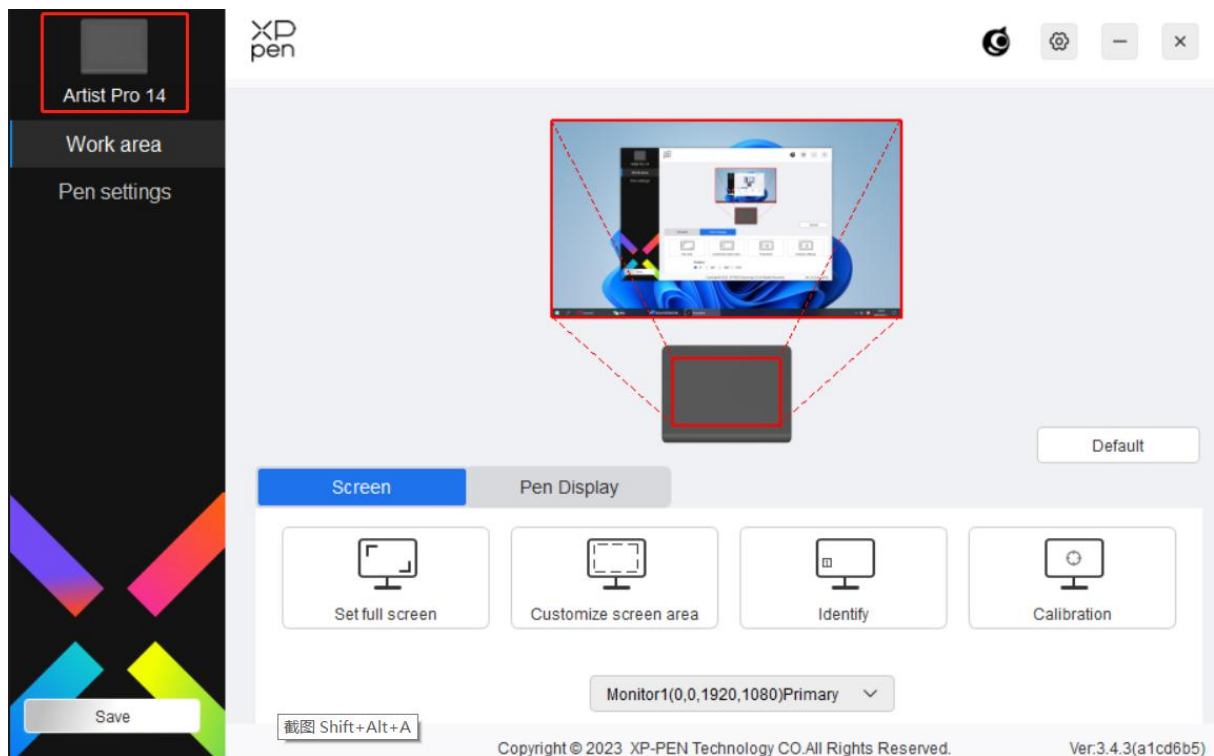 XP
pen
Artist Pro 14
Work area
Pen settings
Default
Screen
Pen Display
Set full screen
Customize screen area
Identify
Calibration
Monitor1(0,0,1920,1080)Primary
Save
截图 Shift+Alt+A
Copyright © 2023 XP-PEN Technology CO.All Rights Reserved.
Ver:3.4.3(a1cd6b5)